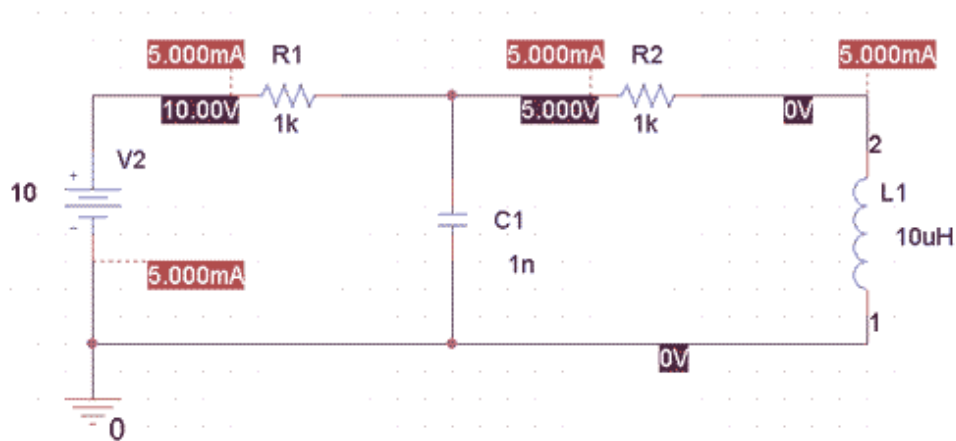 5.000mA
R1
5.000mA
R2
5.000mA
10.00V
1k
5.000V
1k
0V
2
+
V2
10
-
L1
C1
10uH
1n
5.000mA
1
0V
0